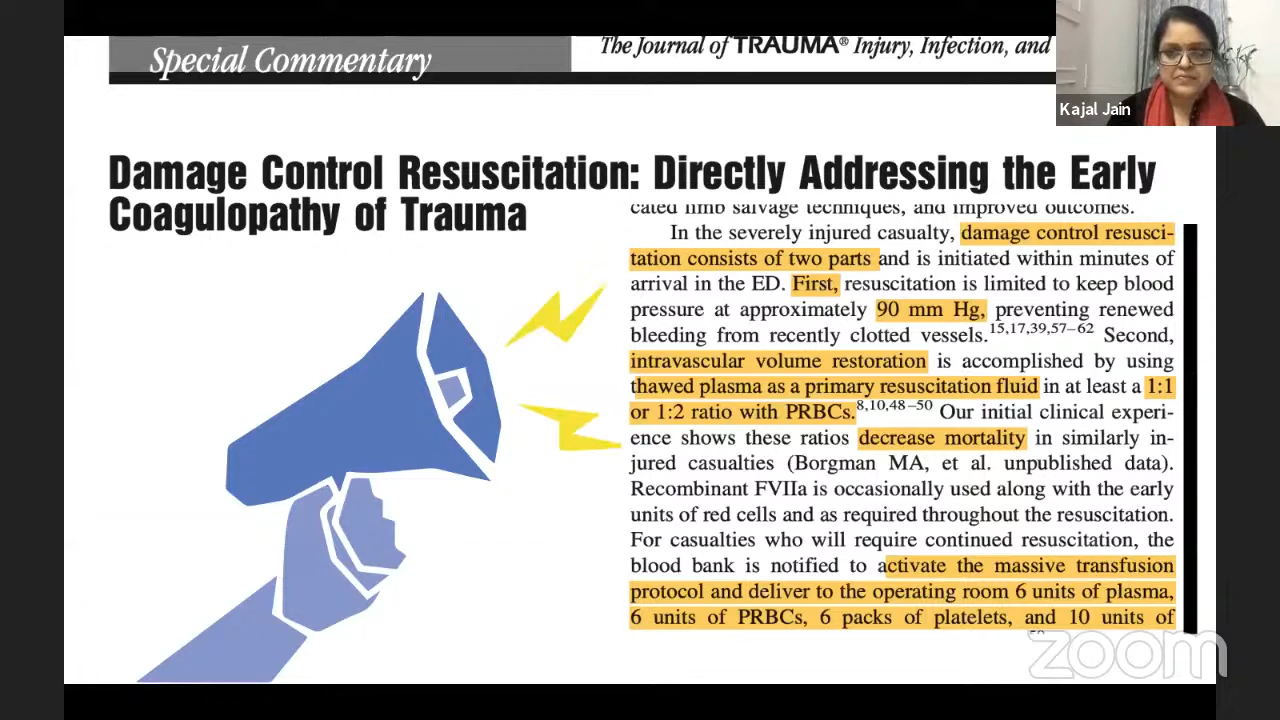 Special Commentary
The Journal of TRAUMA® Injury, Infection, and
Kajal Jain
Damage Control Resuscitation: Directly Addressing the Early
Coagulopathy of Trauma
cated limb salvage techniques, and improved outcomes.
In the severely injured casualty, damage control resusci-
tation consists of two parts and is initiated within minutes of
arrival in the ED. First, resuscitation is limited to keep blood
pressure at approximately 90 mm Hg, preventing renewed
bleeding from recently clotted vessels.15,17,39,57–62 Second,
intravascular volume restoration is accomplished by using
thawed plasma as a primary resuscitation fluid in at least a 1:1
or 1:2 ratio with PRBCs.8,10,48–50 Our initial clinical experi-
ence shows these ratios decrease mortality in similarly in-
jured casualties (Borgman MA, et al. unpublished data).
Recombinant FVIIa is occasionally used along with the early
units of red cells and as required throughout the resuscitation.
For casualties who will require continued resuscitation, the
blood bank is notified to activate the massive transfusion
protocol and deliver to the operating room 6 units of plasma,
6 units of PRBCs, 6 packs of platelets, and 10 units of
zoom